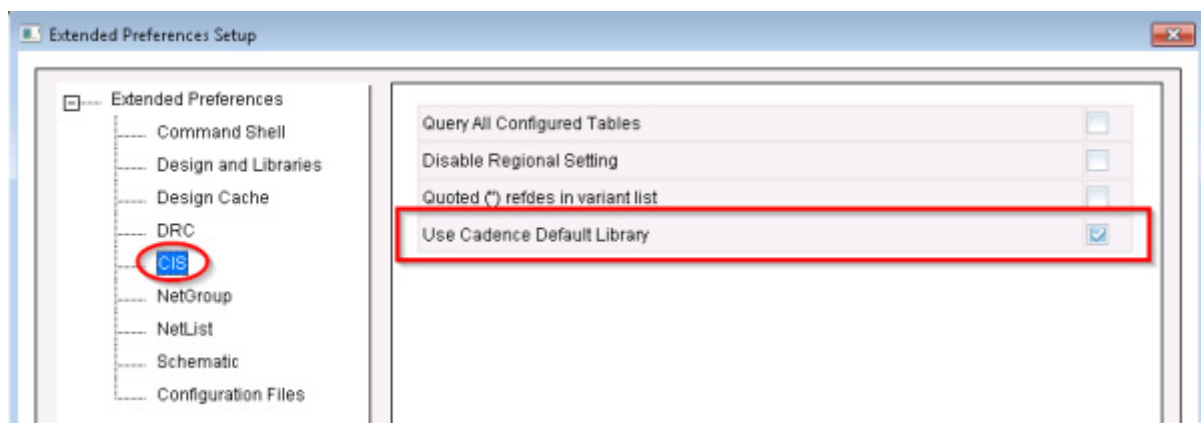 Extended Preferences Setup
Extended Preferences
Command Shell
Design and Libraries
Design Cache
DRC
CIS
NetGroup
NetList
Schematic
Configuration Files
Query All Configured Tables
Disable Regional Setting
Quoted (") refdes in variant list
Use Cadence Default Library